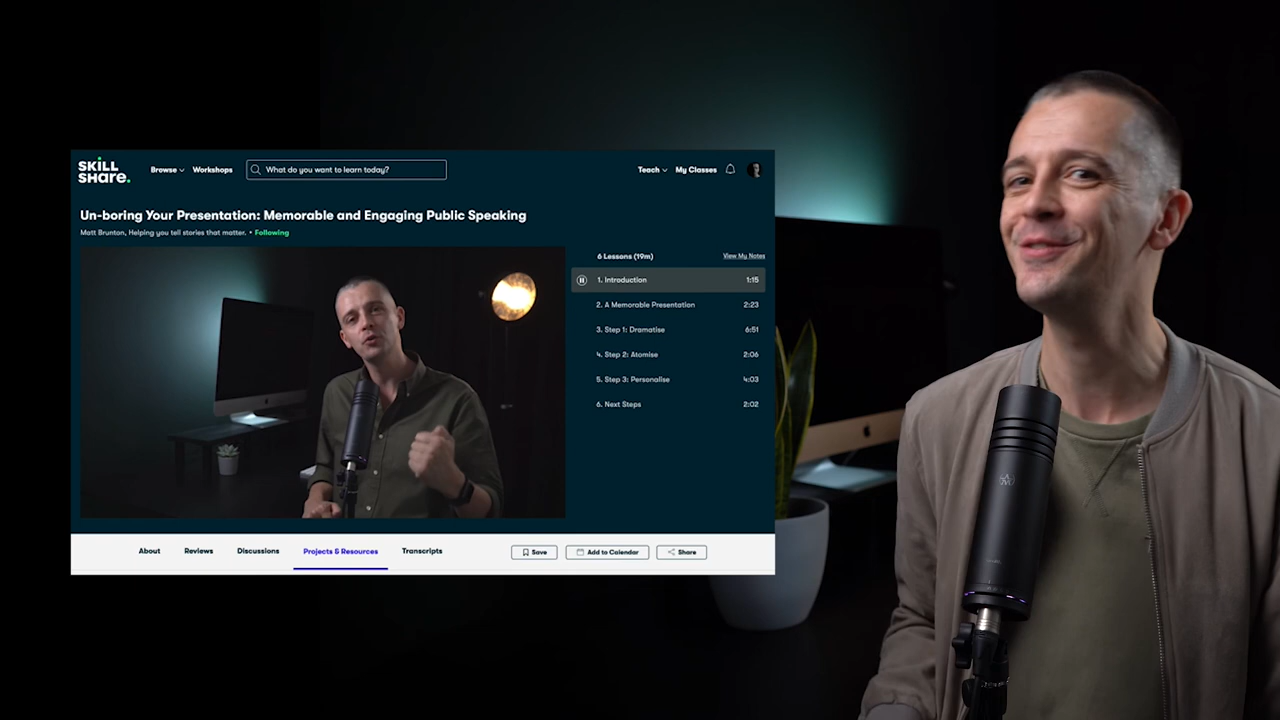 SKILL
SHARE.
Browse
Workshops
What do you want to learn today?
Teach
My Classes
Un-boring Your Presentation: Memorable and Engaging Public Speaking
Matt Brunton, Helping you tell stories that matter. • Following
6 Lessons (19m)
View My Notes
1. Introduction 1:15
2. A Memorable Presentation 2:23
3. Step 1: Dramatise 6:51
4. Step 2: Atomise 2:06
5. Step 3: Personalise 4:03
6. Next Steps 2:02
About
Reviews
Discussions
Projects & Resources
Transcripts
Save
Add to Calendar
Share